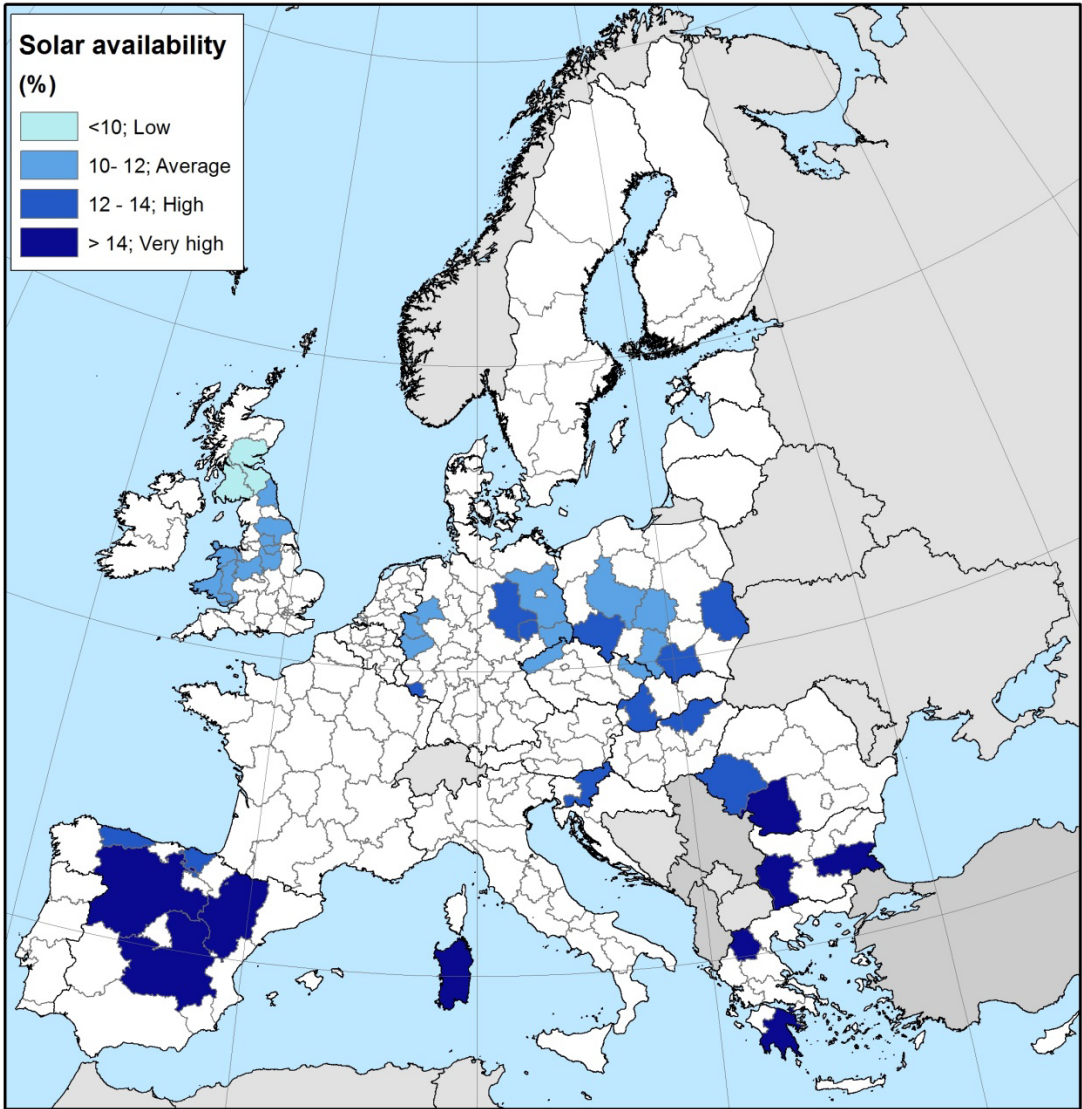 Solar availability
(%)
<10; Low
10- 12; Average
12 - 14; High
> 14; Very high